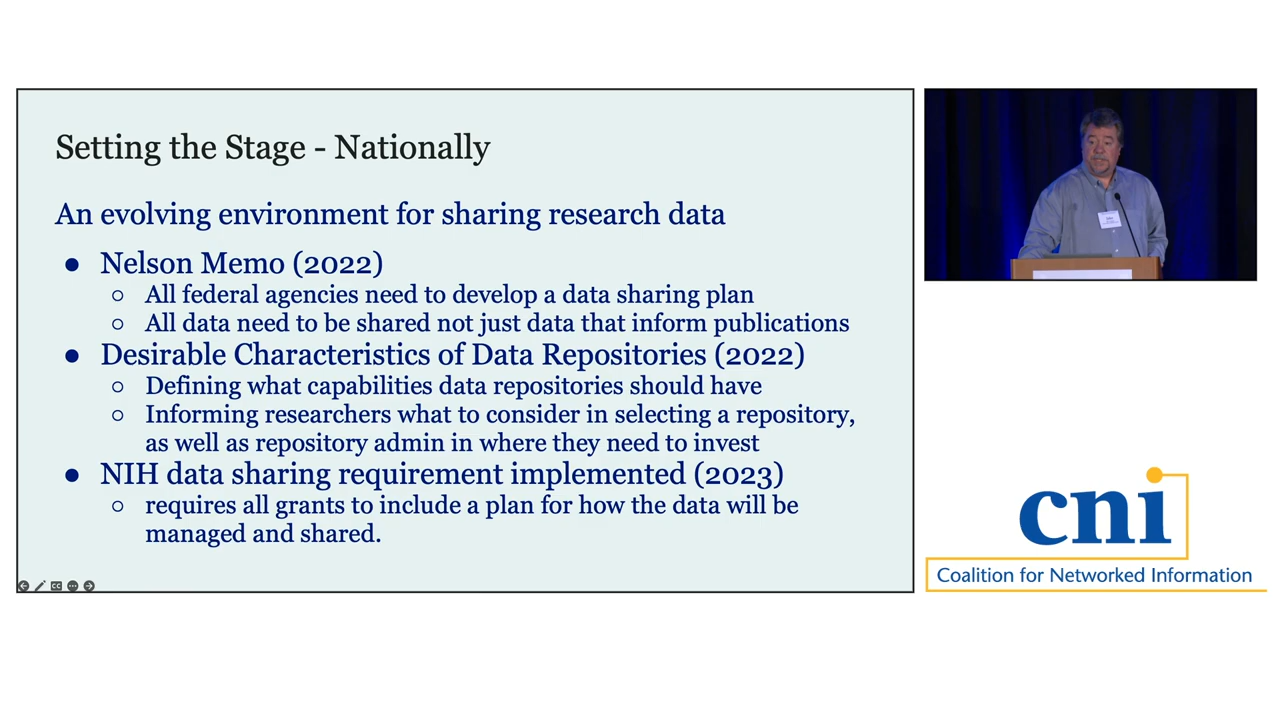 Setting the Stage - Nationally
An evolving environment for sharing research data
● Nelson Memo (2022)
○ All federal agencies need to develop a data sharing plan
○ All data need to be shared not just data that inform publications
● Desirable Characteristics of Data Repositories (2022)
○ Defining what capabilities data repositories should have
○ Informing researchers what to consider in selecting a repository,
as well as repository admin in where they need to invest
● NIH data sharing requirement implemented (2023)
○ requires all grants to include a plan for how the data will be
managed and shared.
cni
Coalition for Networked Information